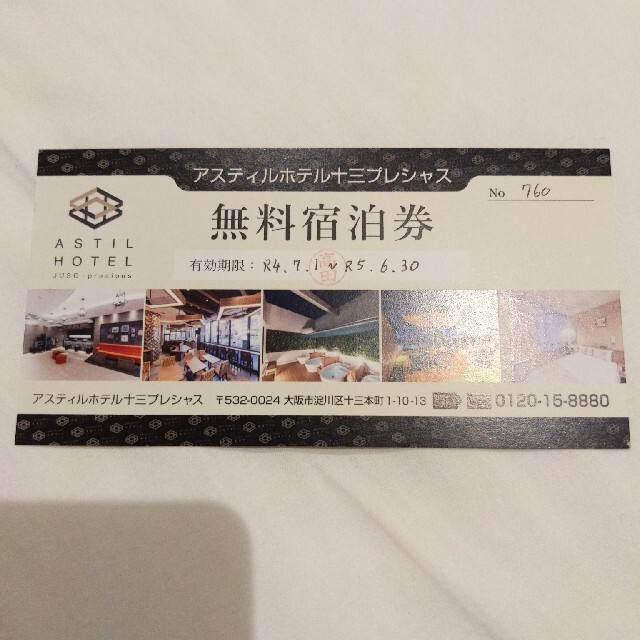 アスティルホテル十三プレシャス
No 760
ASTIL
HOTEL
JUSO・precious
無料宿泊券
有効期限：R4.7.1~R5.6.30
アスティルホテル十三プレシャス 〒532-0024 大阪市淀川区十三本町1-10-13 0120-15-8880